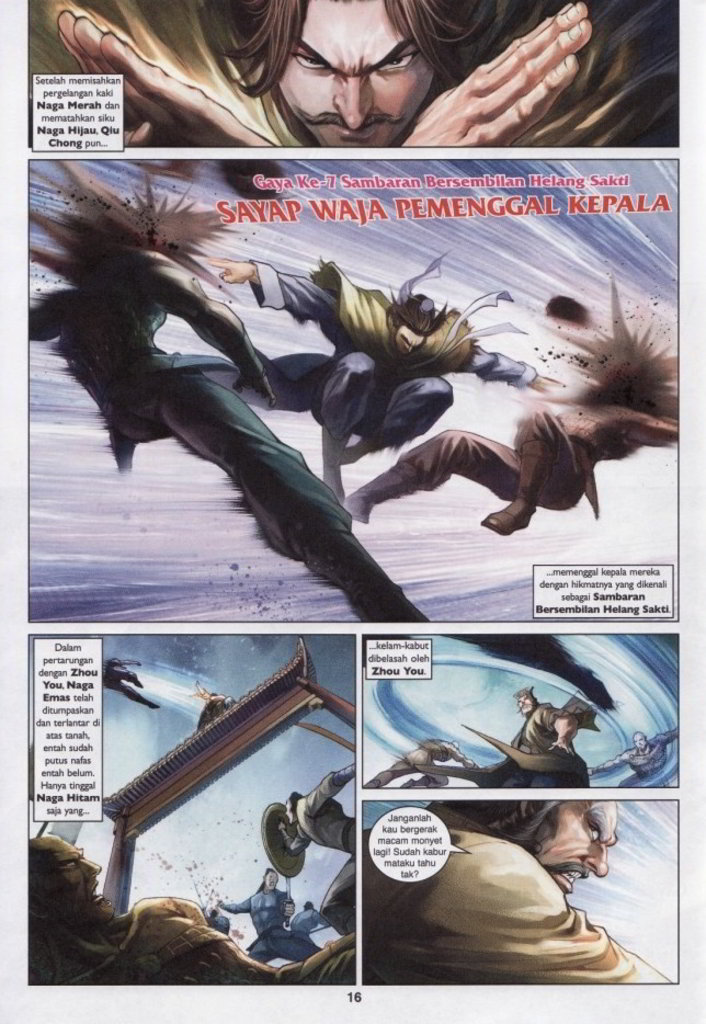 Setelah memisahkan
pergelangan kaki
Naga Merah dan
mematahkan siku
Naga Hijau, Qiu
Chong pun...
Gaya Ke-7 Sambaran Bersembilan Helang Sakti
SAYAP WAJA PEMENGGAL KEPALA
...memenggal kepala mereka
dengan hikmatnya yang dikenali
sebagai Sambaran
Bersembilan Helang Sakti.
Dalam
pertarungan
dengan Zhou
You, Naga
Emas telah
ditumpaskan
dan terlantar di
atas tanah,
entah sudah
putus nafas
entah belum.
Hanya tinggal
Naga Hitam
saja yang...
...kelam-kabut
dibelasah oleh
Zhou You.
Janganlah
kau bergerak
macam monyet
lagi! Sudah kabur
mataku tahu
tak?
16